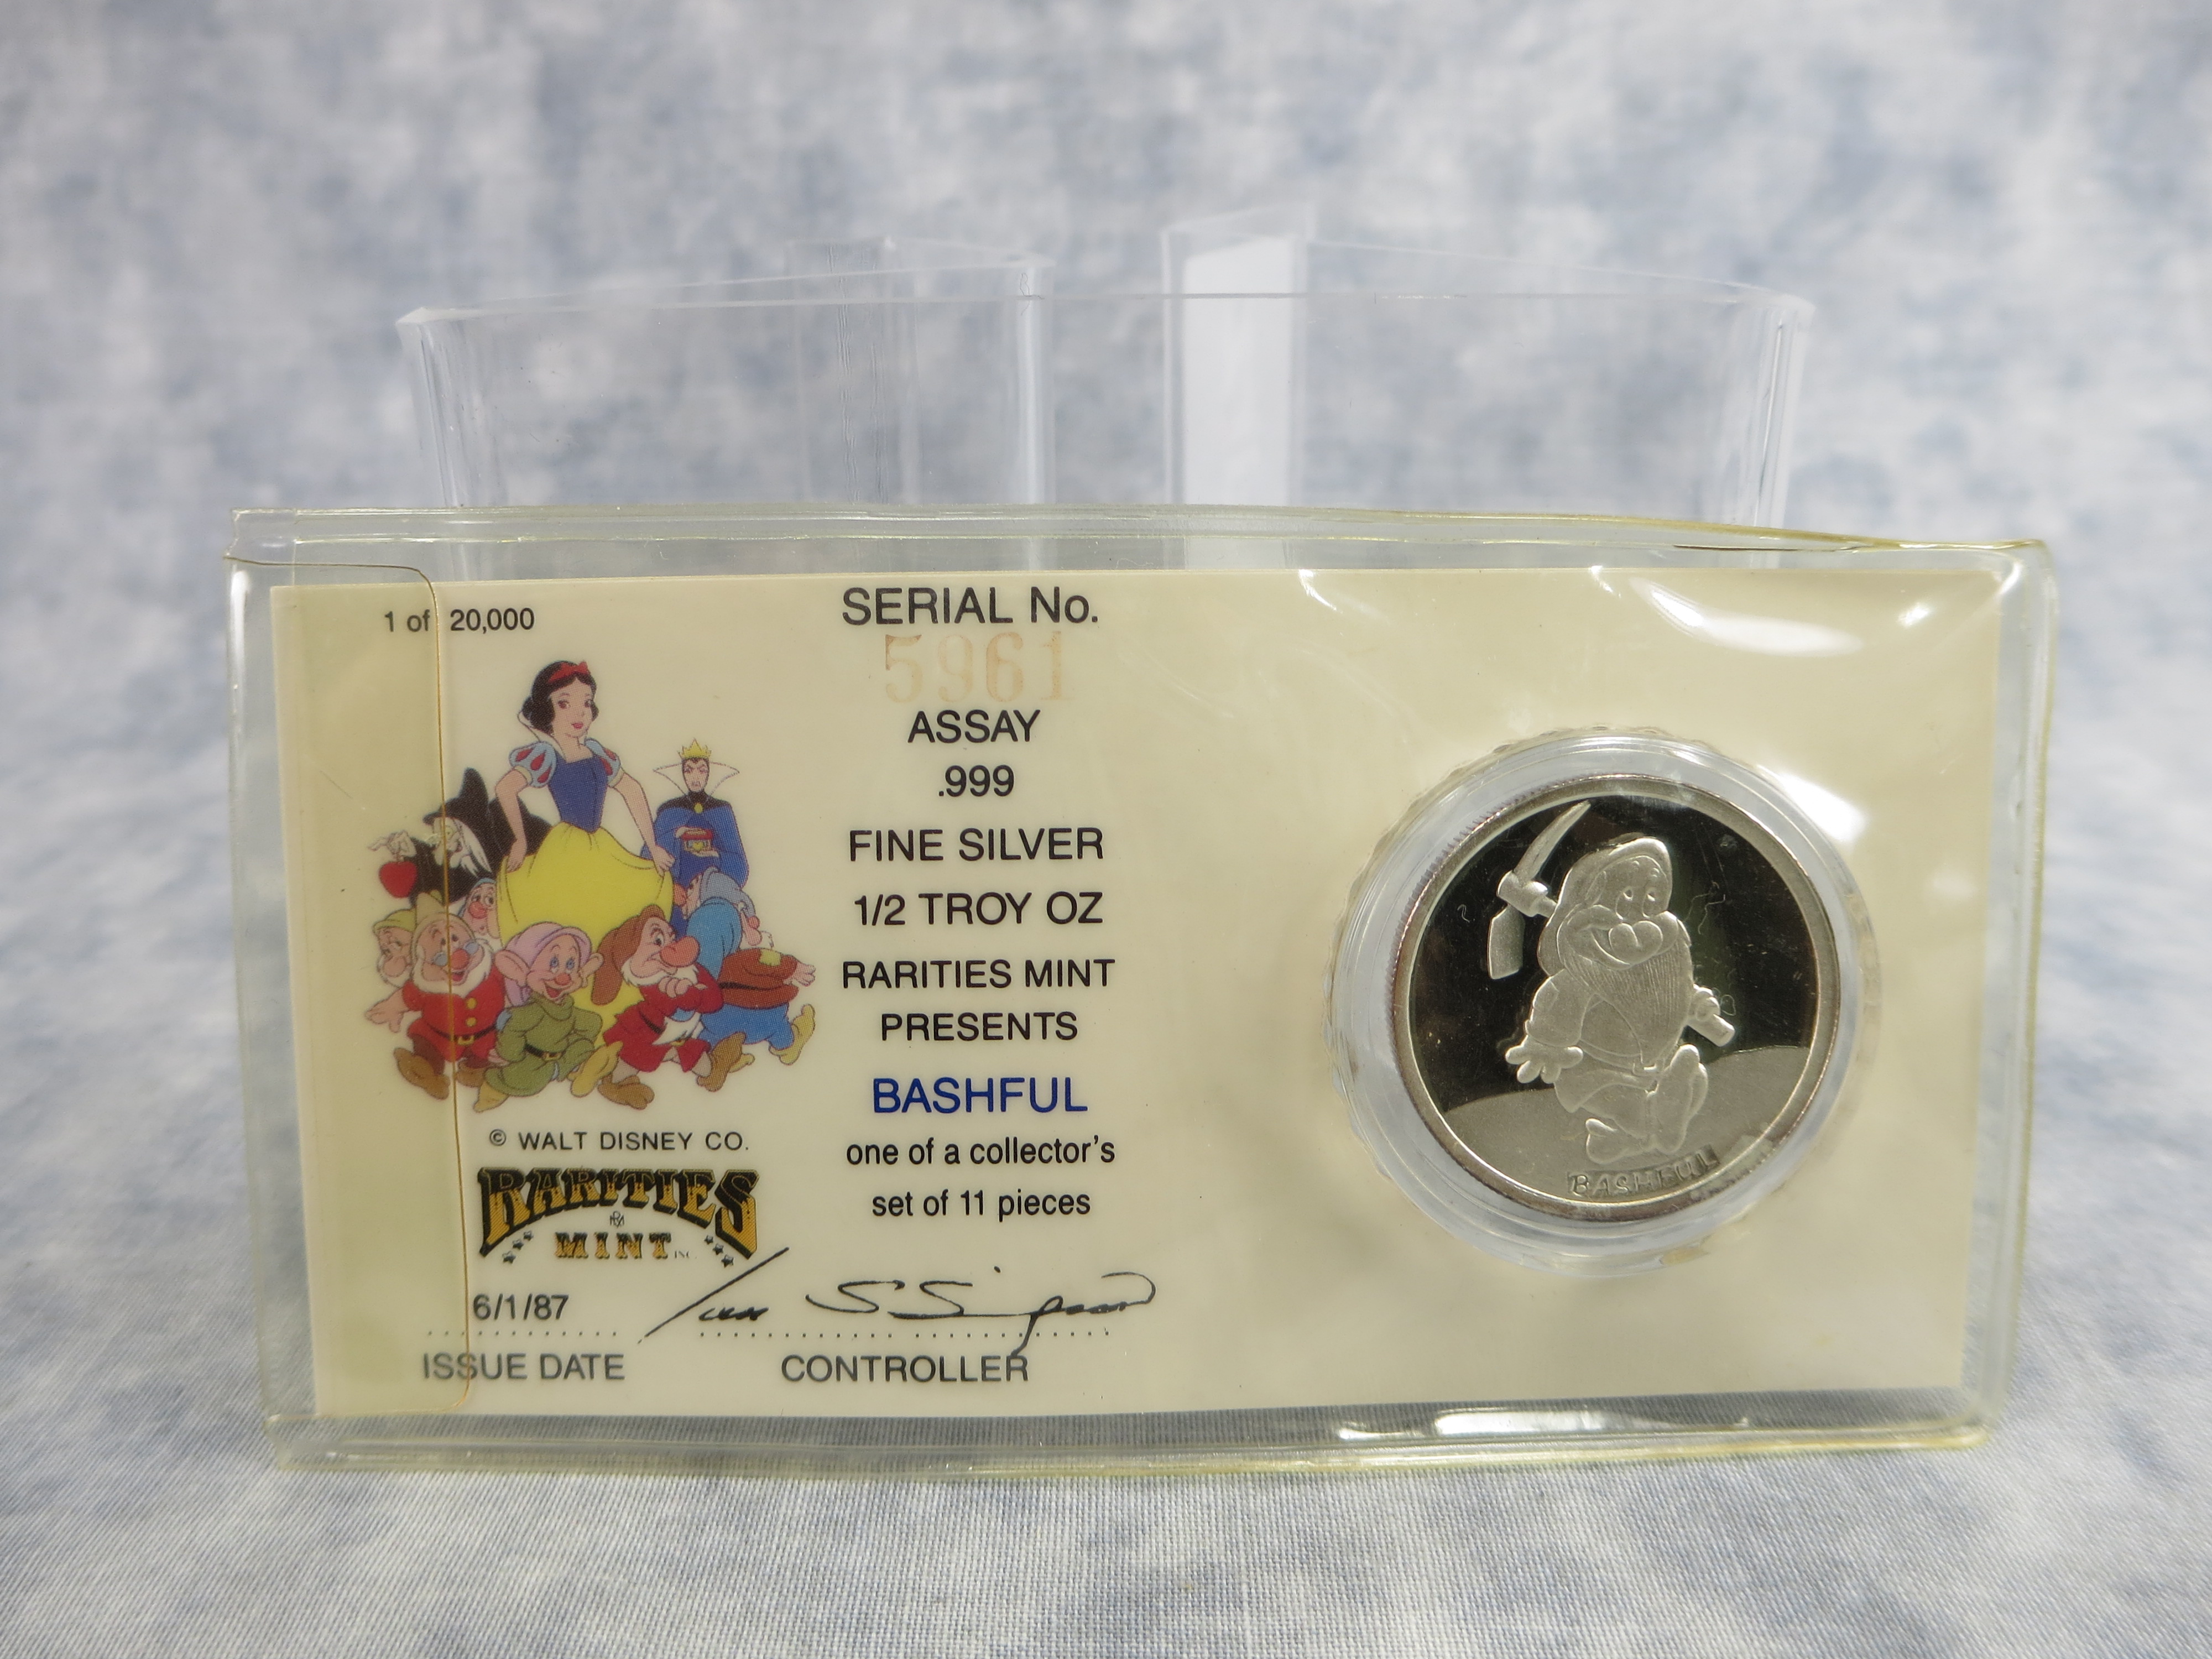 1 of 20,000
SERIAL No.
5961
ASSAY
.999
FINE SILVER
1/2 TROY OZ
RARITIES MINT
PRESENTS
BASHFUL
one of a collector's
set of 11 pieces
© WALT DISNEY CO.
RARITIES
MINT INC.
6/1/87
ISSUE DATE
CONTROLLER
BASHFUL